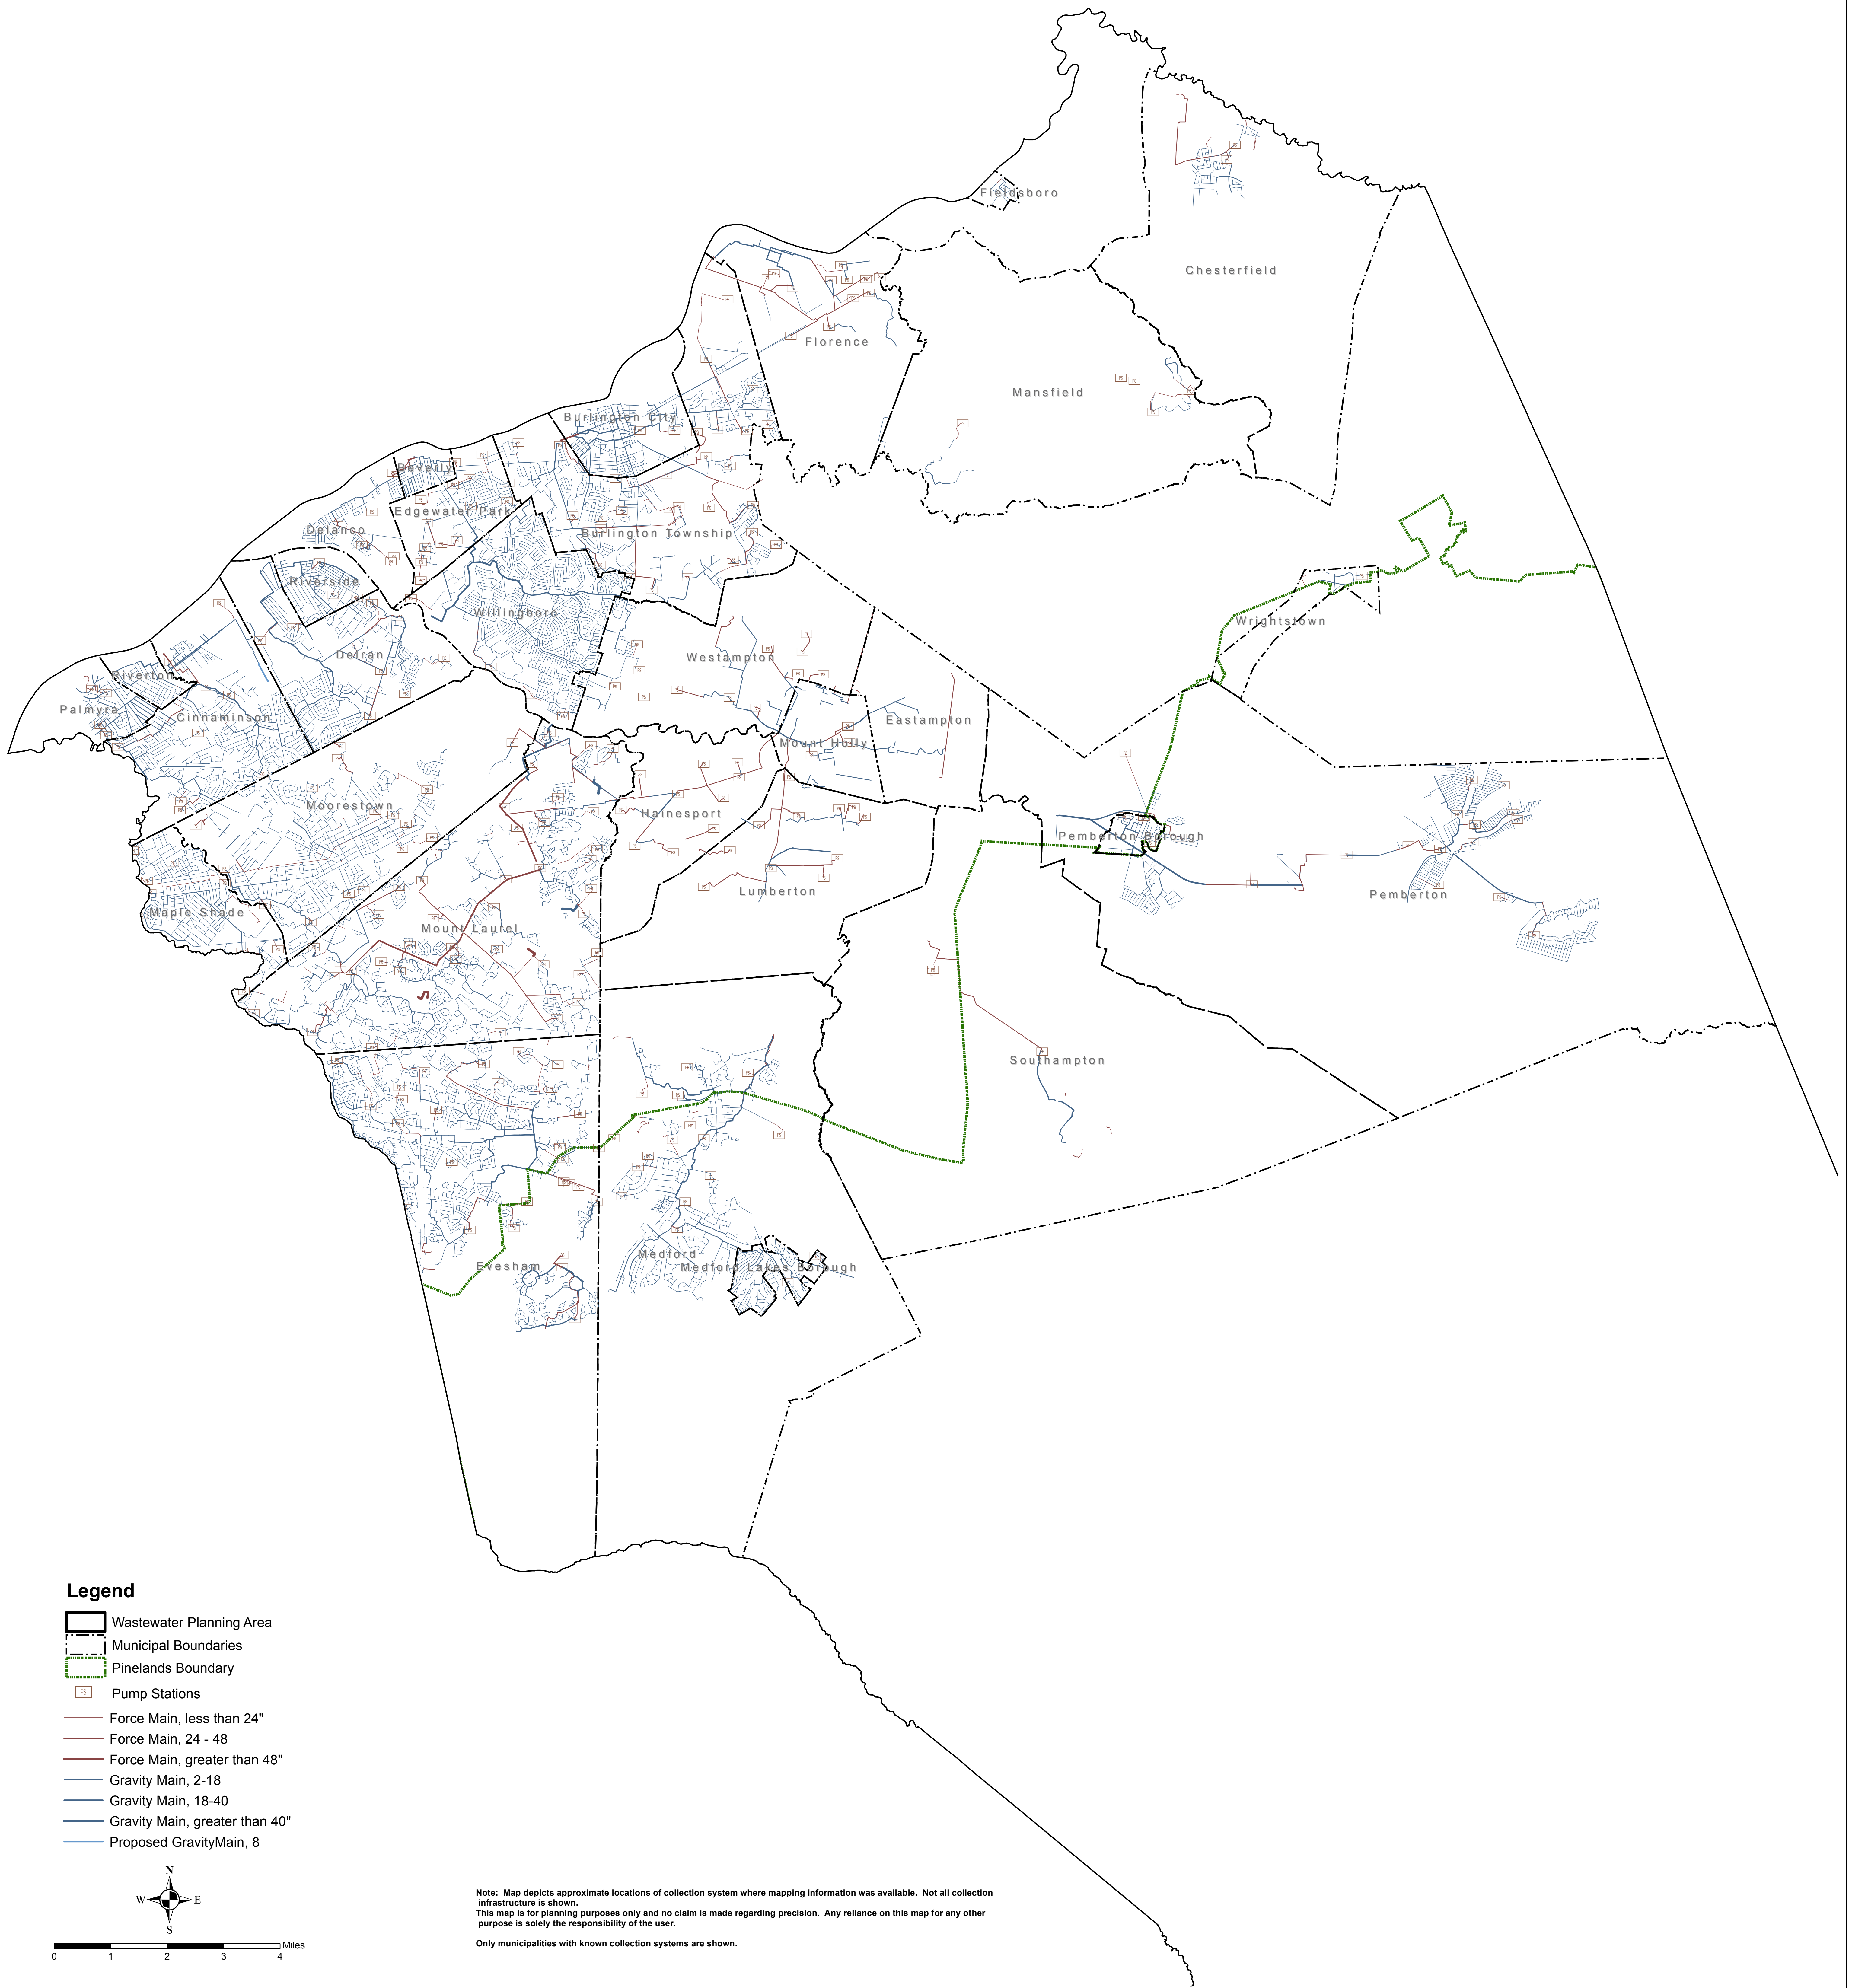 Fieldsboro
Chesterfield
Florence
Mansfield
Burlington City
Beverly
Edgewater Park
Delanco
Burlington Township
Riverside
Willingboro
Wrightstown
Delran
Westampton
Riverton
Palmyra
Cinnaminson
Eastampton
Mount Holly
Moorestown
Hainesport
Pemberton Borough
Lumberton
Pemberton
Maple Shade
Mount Laurel
Southampton
Medford
Evesham
Medford Lakes Borough
Legend
Wastewater Planning Area
Municipal Boundaries
Pinelands Boundary
PS Pump Stations
Force Main, less than 24"
Force Main, 24 - 48
Force Main, greater than 48"
Gravity Main, 2-18
Gravity Main, 18-40
Gravity Main, greater than 40"
Proposed GravityMain, 8
N
W E
S
Miles
0 1 2 3 4
Note: Map depicts approximate locations of collection system where mapping information was available. Not all collection
infrastructure is shown.
This map is for planning purposes only and no claim is made regarding precision. Any reliance on this map for any other
purpose is solely the responsibility of the user.
Only municipalities with known collection systems are shown.